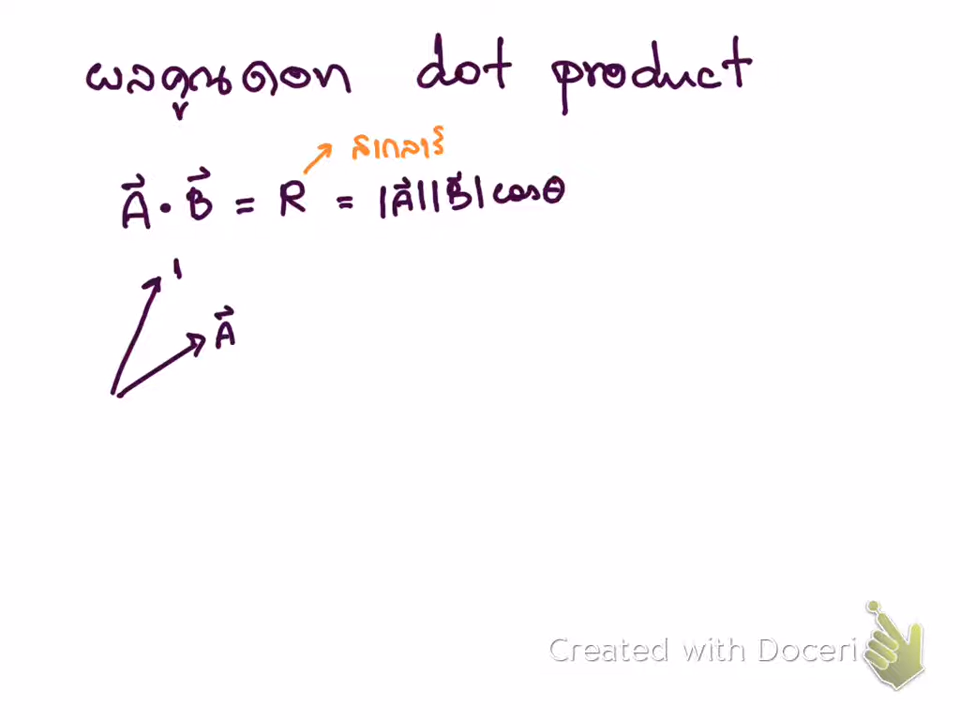 ผลคูณดอท dot product
สเกลาร์
A⃗ · B⃗ = R = |A⃗||B⃗| cosθ
A⃗
Created with Doceri